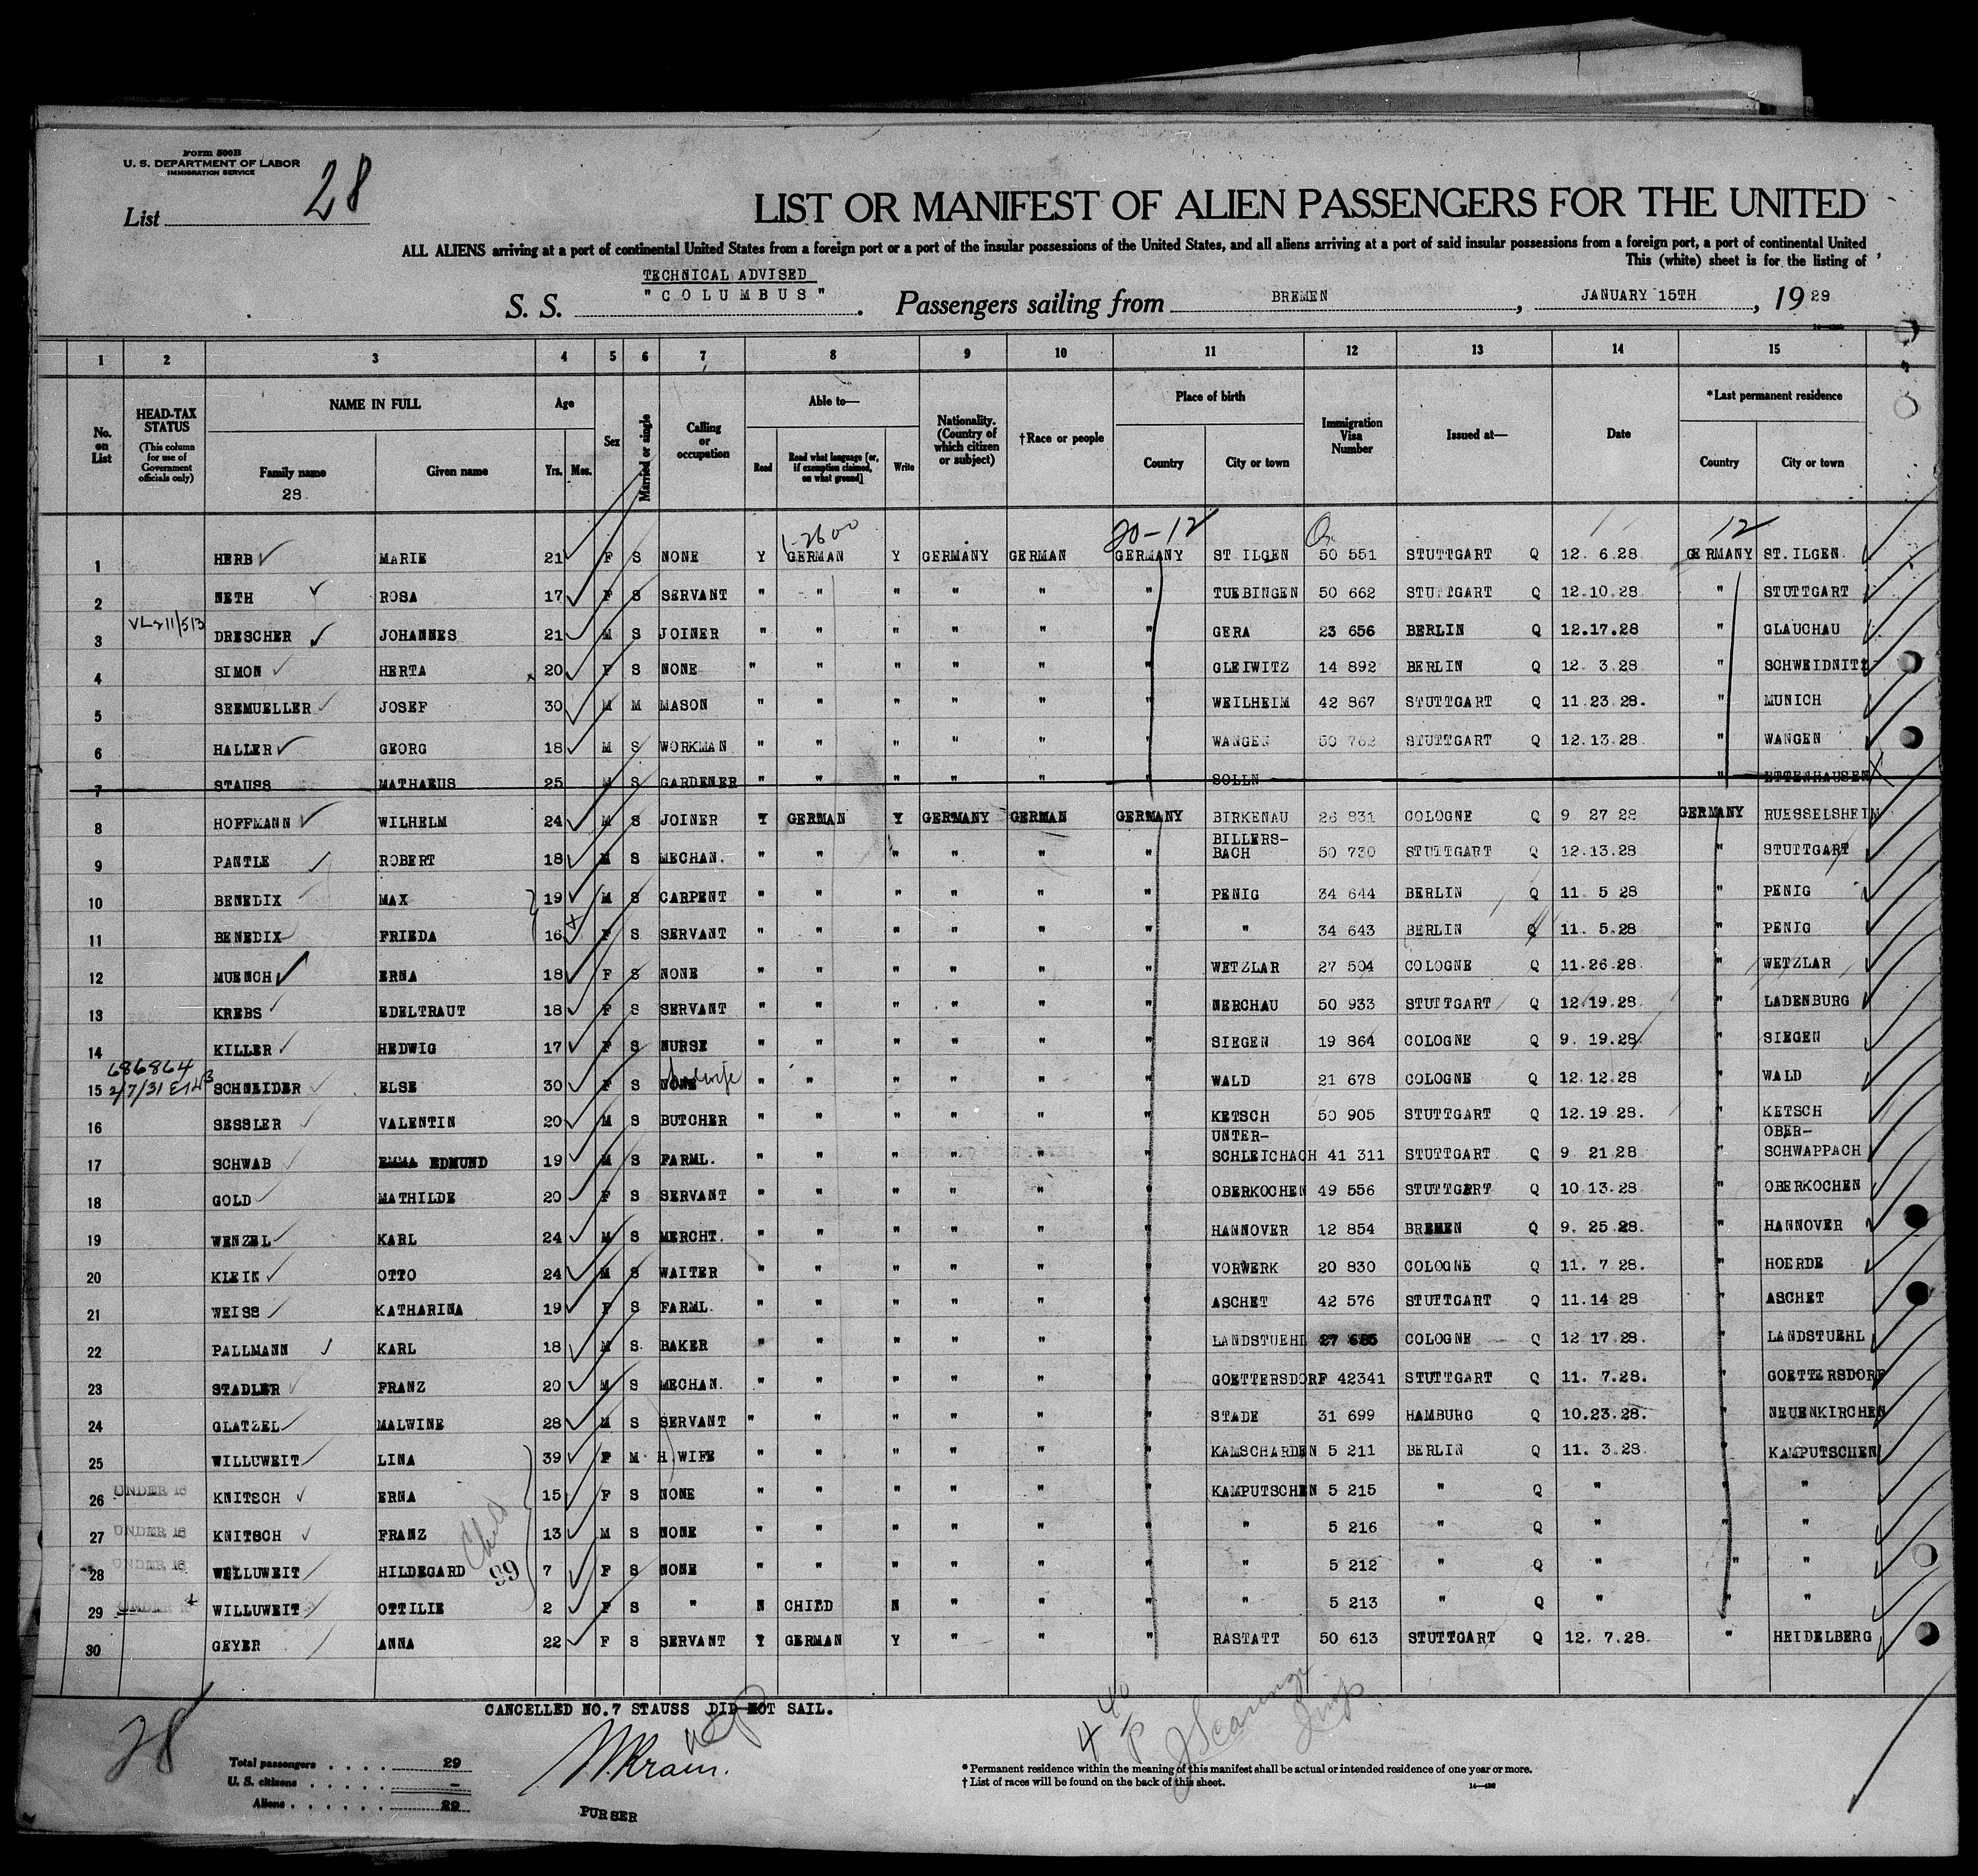 Form 500B
U. S. DEPARTMENT OF LABOR
IMMIGRATION SERVICE
List 28
LIST OR MANIFEST OF ALIEN PASSENGERS FOR THE UNITED
ALL ALIENS arriving at a port of continental United States from a foreign port or a port of the insular possessions of the United States, and all aliens arriving at a port of said insular possessions from a foreign port, a port of continental United
This (white) sheet is for the listing of
TECHNICAL ADVISED
S. S. "COLUMBUS". Passengers sailing from BREMEN, JANUARY 15TH, 1929
1 2 3 4 5 6 7 8 9 10 11 12 13 14 15
No. on List
HEAD-TAX STATUS (This column for use of Government officials only)
NAME IN FULL Family name Given name
28
Age Yrs. Mos.
Sex
Married or single
Calling or occupation
Able to— Read Read what language [or, if exemption claimed, on what ground] Write
Nationality. (Country of which citizen or subject)
†Race or people
Place of birth Country City or town
Immigration Visa Number
Issued at—
Date
*Last permanent residence Country City or town
1-2600 20-12 12
1 HERB MARIE 21 F S NONE Y GERMAN Y GERMANY GERMAN GERMANY ST.ILGEN 50 551 STUTTGART Q 12. 6.28 GERMANY ST.ILGEN.
2 NETH ROSA 17 F S SERVANT " " " " " " TUEBINGEN 50 662 STUTTGART Q 12.10.28 " STUTTGART
3 DRESCHER JOHANNES 21 M S JOINER " " " " " " GERA 23 656 BERLIN Q 12.17.28 " GLAUCHAU
4 SIMON HERTA 20 F S NONE " " " " " " GLEIWITZ 14 892 BERLIN Q 12. 3.28 " SCHWEIDNITZ
5 SEEMUELLER JOSEF 30 M M MASON " " " " " " WEILHEIM 42 867 STUTTGART Q 11.23 28. " MUNICH
6 HALLER GEORG 18 M S WORKMAN " " " " " " WANGEN 50 762 STUTTGART Q 12.13.28. " WANGEN
7 STAUSS MATHAEUS 25 M S GARDENER " " " " " " SOLLN " ETTENHAUSEN
8 HOFFMANN WILHELM 24 M S JOINER Y GERMAN Y GERMANY GERMAN GERMANY BIRKENAU 26 831 COLOGNE Q 9 27 28 GERMANY RUESSELSHEIM
9 PANTLE ROBERT 18 M S MECHAN. " " " " " " BILLERS-BACH 50 730 STUTTGART Q 12.13.28 " STUTTGART
10 BENEDIX MAX 19 M S CARPENT " " " " " " PENIG 34 644 BERLIN Q 11. 5 28 " PENIG
11 BENEDIX FRIEDA 16 F S SERVANT " " " " " " " 34 643 BERLIN Q 11. 5.28 " PENIG
12 MUENCH ERNA 18 F S NONE " " " " " " WETZLAR 27 504 COLOGNE Q 11.26.28. " WETZLAR
13 KREBS EDELTRAUT 18 F S SERVANT " " " " " " NERCHAU 50 933 STUTTGART Q 12.19.28. " LADENBURG
14 KILLER HEDWIG 17 F S NURSE " " " " " " SIEGEN 19 864 COLOGNE Q 9. 19.28 " SIEGEN
686864
15 2/7/31 SCHNEIDER ELSE 30 F S NONE " " " " " " WALD 21 678 COLOGNE Q 12.12.28 " WALD
16 SESSLER VALENTIN 20 M S BUTCHER " " " " " " KETSCH 50 905 STUTTGART Q 12.19 28. " KETSCH
17 SCHWAB EMMA EDMUND 19 M S FARML. " " " " " " UNTER-SCHLEICHACH 41 311 STUTTGART Q 9 21.28 " OBER-SCHWAPPACH
18 GOLD MATHILDE 20 F S SERVANT " " " " " " OBERKOCHEN 49 556 STUTTGART Q 10.13.28. " OBERKOCHEN
19 WENZEL KARL 24 M S MERCHT. " " " " " " HANNOVER 12 854 BREMEN Q 9. 25.28. " HANNOVER
20 KLEIN OTTO 24 M S WAITER " " " " " " VORWERK 20 830 COLOGNE Q 11. 7 28. " HOERDE
21 WEISS KATHARINA 19 F S FARML. " " " " " " ASCHET 42 576 STUTTGART Q 11.14 28 " ASCHET
22 PALLMANN KARL 18 M S. BAKER " " " " " " LANDSTUEHL 27 COLOGNE Q 12 17.28. " LANDSTUEHL
23 STADLER FRANZ 20 M S MECHAN. " " " " " " GOETTERSDORF 42341 STUTTGART Q 11. 7.28. " GOETTERSDORF
24 GLATZEL MALWINE 28 M S SERVANT " " " " " " STADE 31 699 HAMBURG Q 10.23.28. " NEUENKIRCHEN
25 WILLUWEIT LINA 39 F M H.WIFE " " " " " " KAMSCHARDEN 5 211 BERLIN Q 11. 3.28. " KAMPUTSCHEN
26 UNDER 16 KNITSCH ERNA 15 F S NONE " " " " " " KAMPUTSCHEN 5 215 " Q " " "
27 UNDER 16 KNITSCH FRANZ 13 M S NONE " " " " " " " 5 216 " Q " " "
28 UNDER 16 WELLUWEIT HILDEGARD 7 F S NONE " " " " " " " 5 212 " Q " " "
Child 99
29 UNDER 16 WILLUWEIT OTTILIE 2 F S " N CHILD N " " " " 5 213 " Q " " "
30 GEYER ANNA 22 F S SERVANT Y GERMAN Y " " " RASTATT 50 613 STUTTGART Q 12. 7.28. " HEIDELBERG
CANCELLED NO.7 STAUSS DID NOT SAIL.
28
Total passengers . . . . 29
U. S. citizens . . . . . —
Aliens . . . . . . 29
PURSER
* Permanent residence within the meaning of this manifest shall be actual or intended residence of one year or more.
† List of races will be found on the back of this sheet.